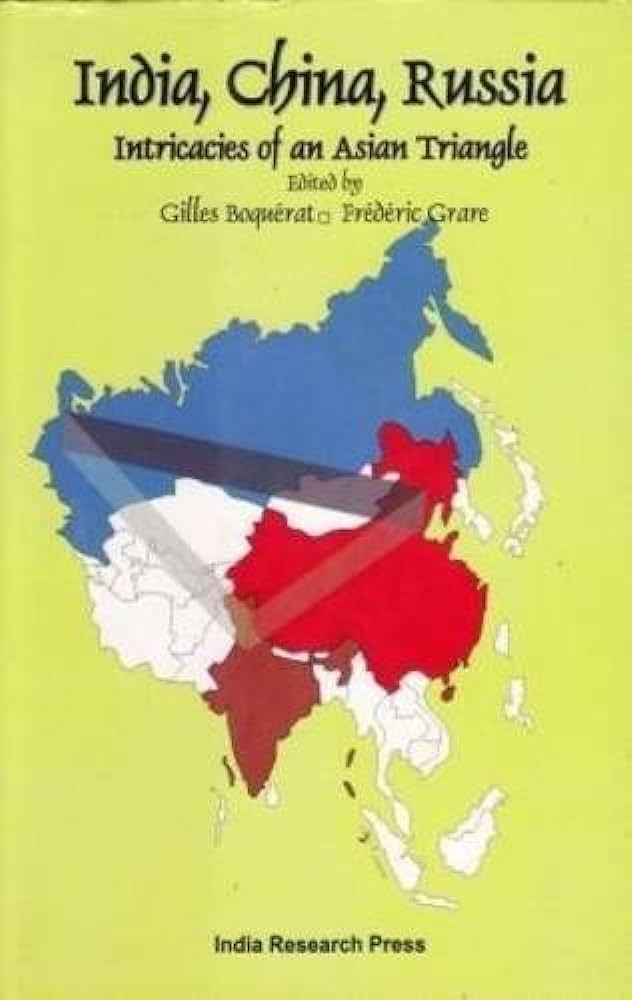 India, China, Russia
Intricacies of an Asian Triangle
Edited by
Gilles Boquérat □ Frédéric Grare
India Research Press